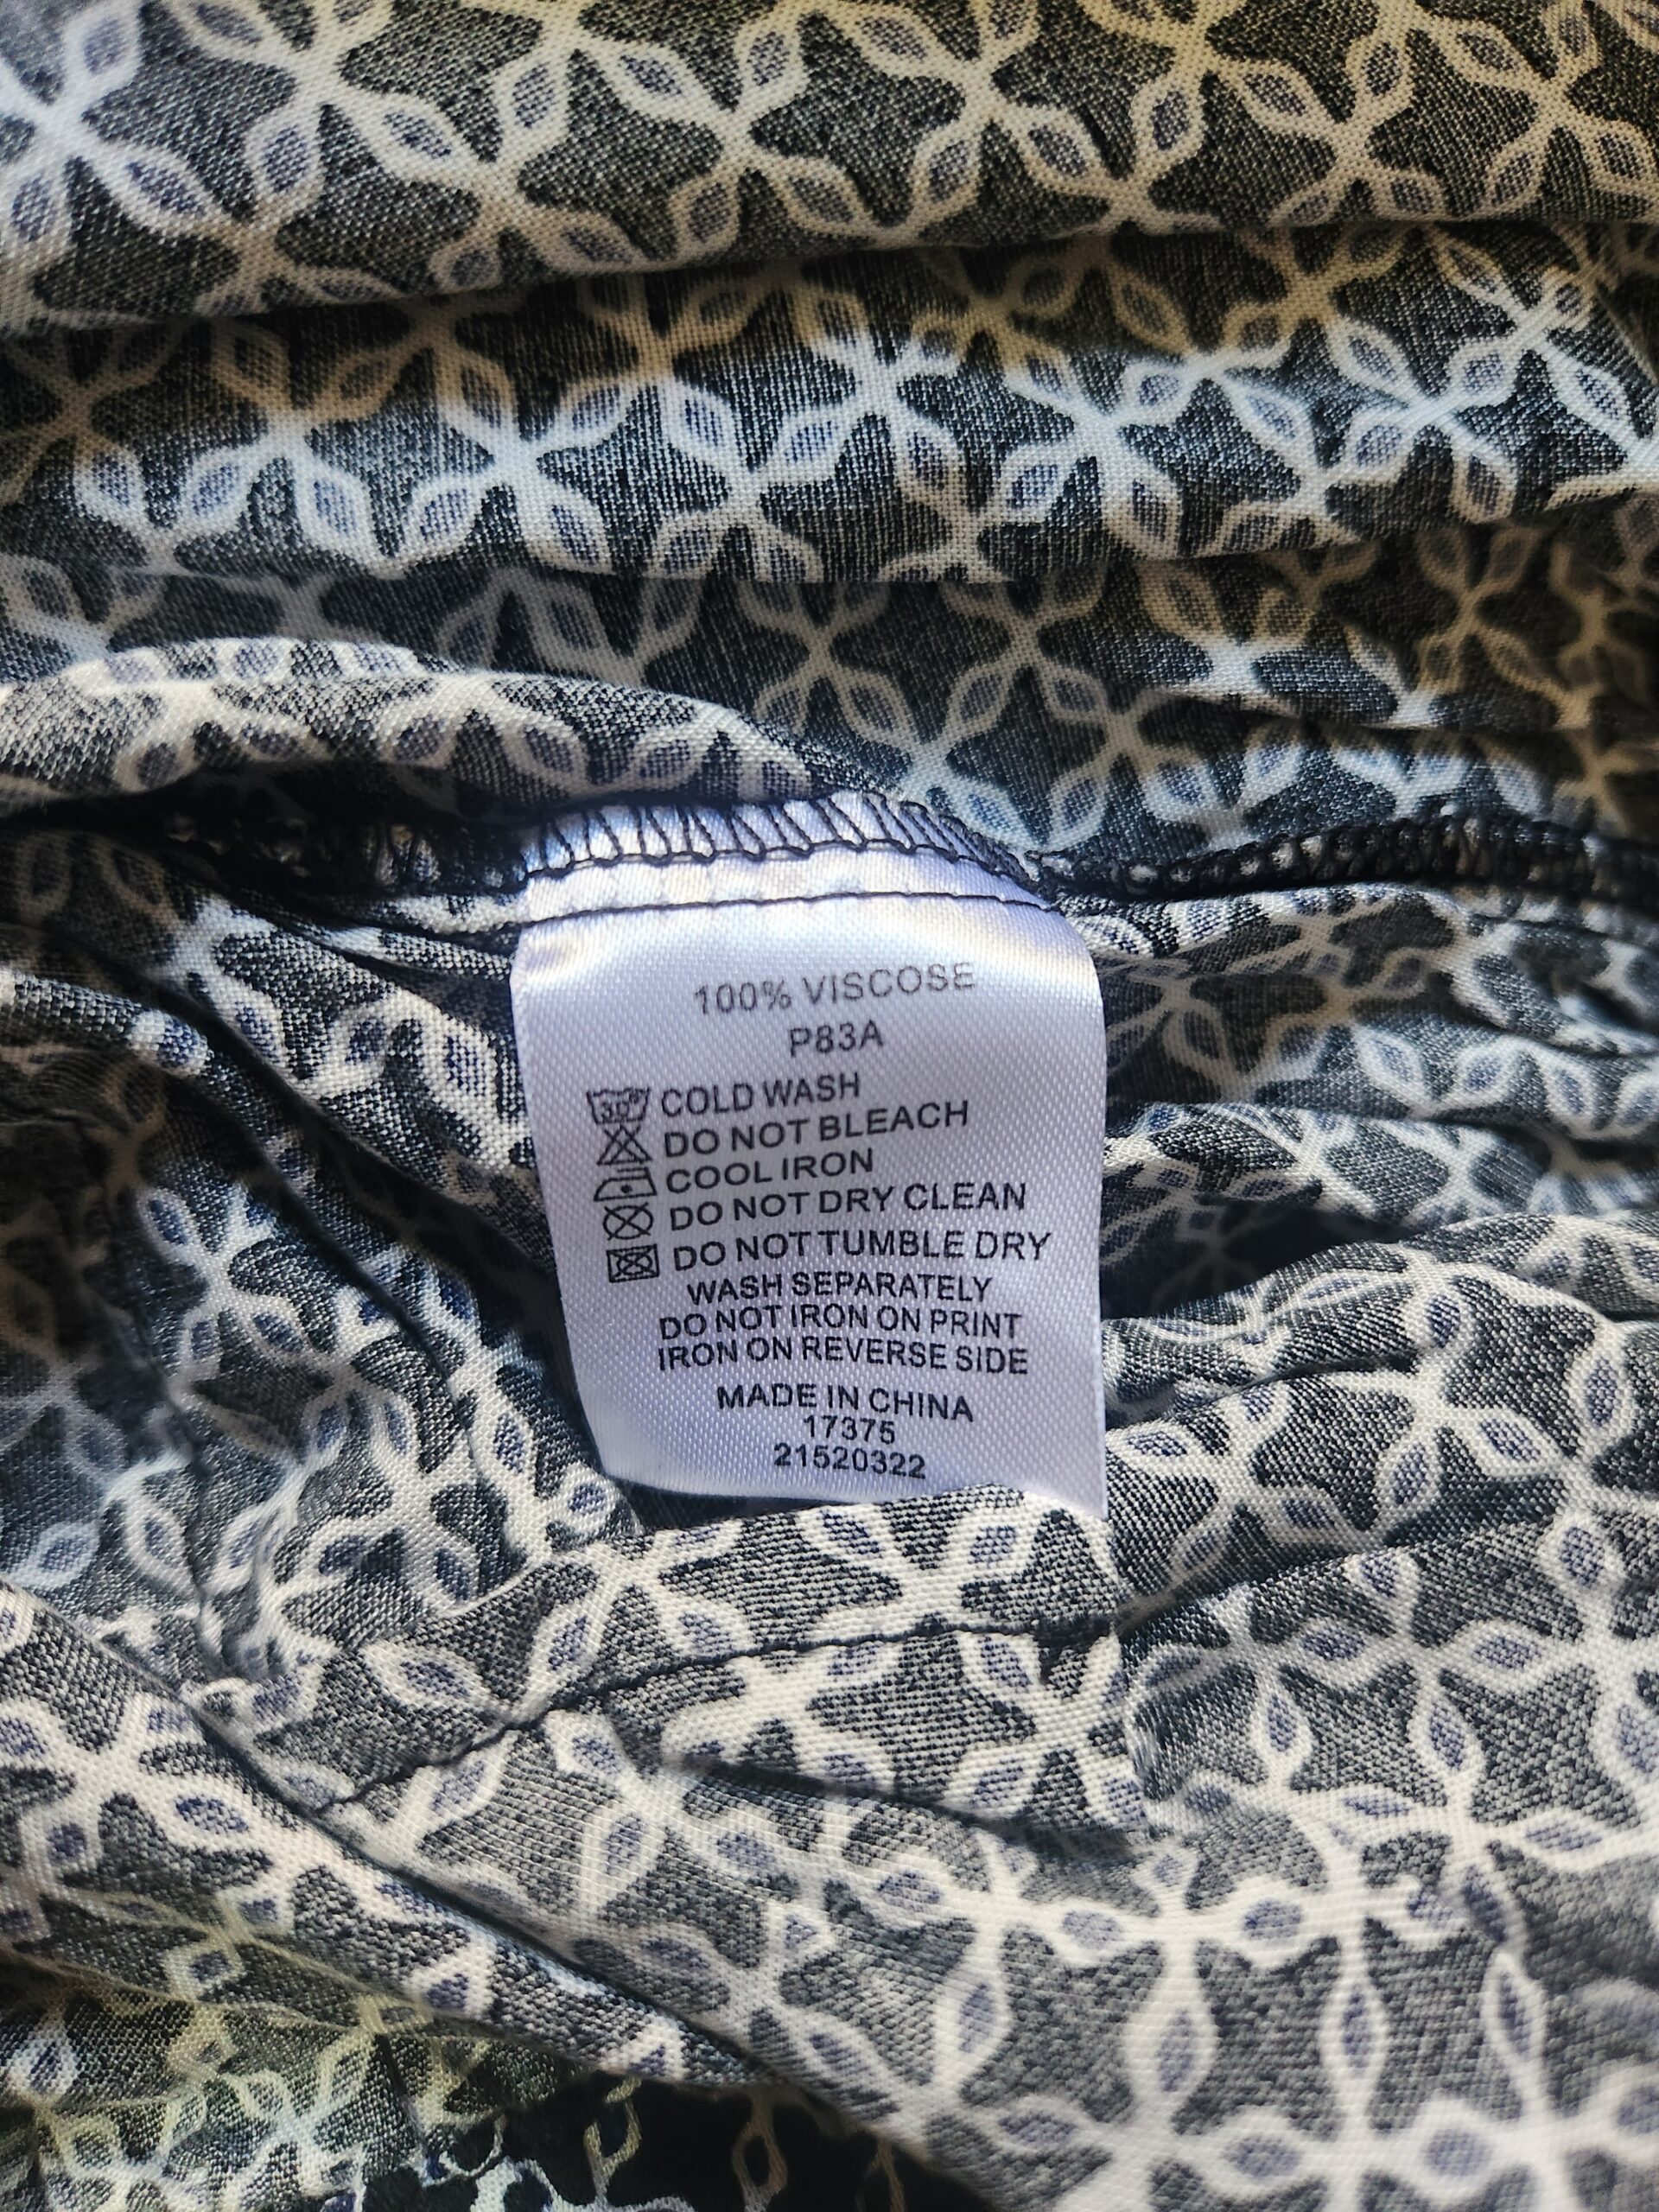 100% VISCOSE
P83A
30° COLD WASH
DO NOT BLEACH
COOL IRON
DO NOT DRY CLEAN
DO NOT TUMBLE DRY
WASH SEPARATELY
DO NOT IRON ON PRINT
IRON ON REVERSE SIDE
MADE IN CHINA
17375
21520322